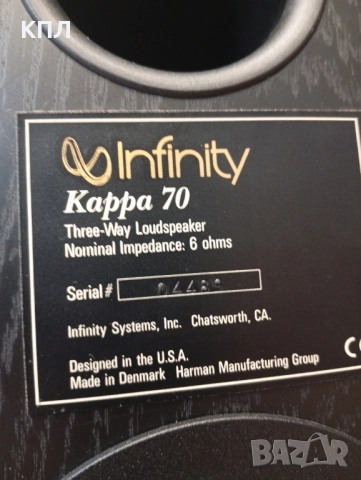 КПЛ
Infinity
Kappa 70
Three-Way Loudspeaker
Nominal Impedance: 6 ohms
Serial#
Infinity Systems, Inc. Chatsworth, CA.
Designed in the U.S.A.
Made in Denmark Harman Manufacturing Group
CE
BAZAR